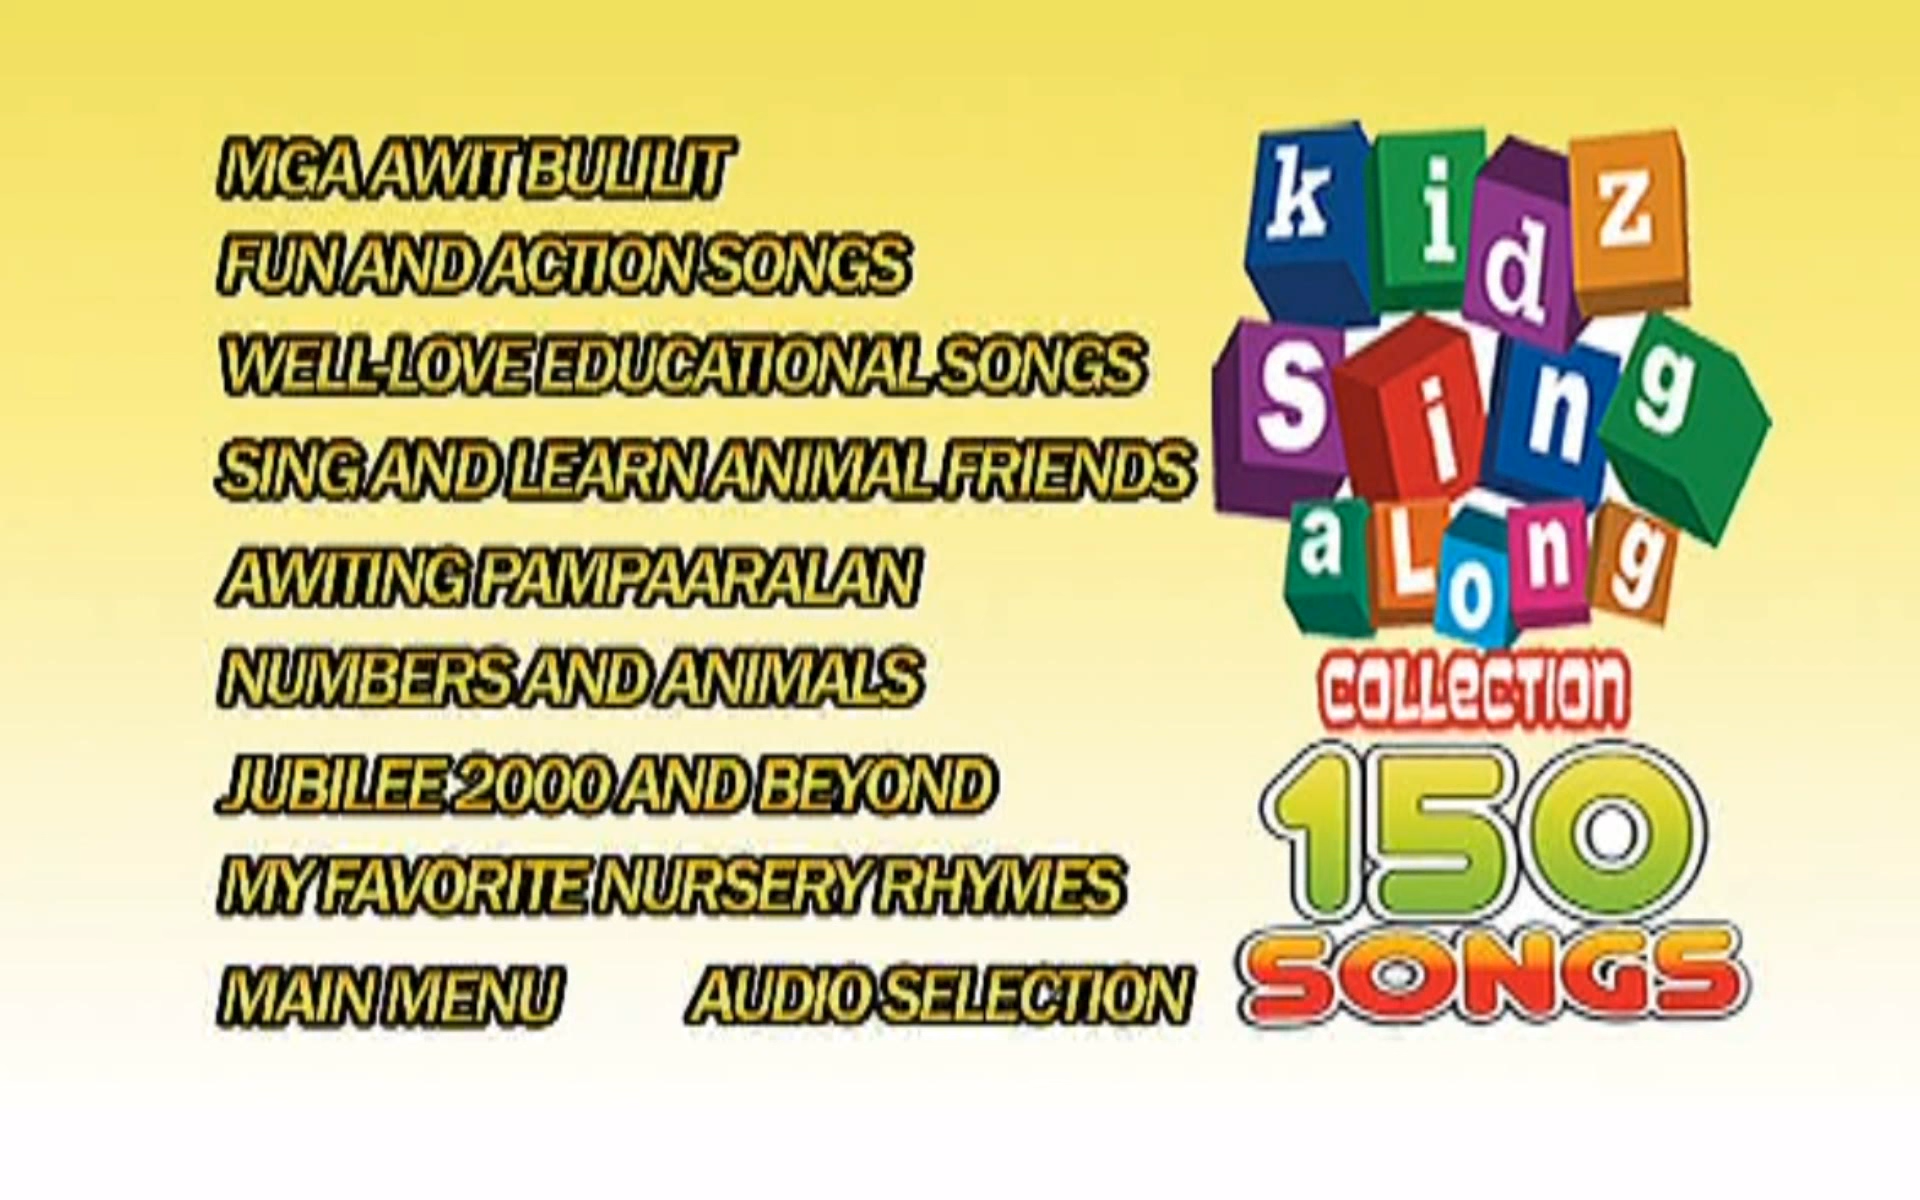 MGA AWIT BULILIT
FUN AND ACTION SONGS
WELL-LOVE EDUCATIONAL SONGS
SING AND LEARN ANIMAL FRIENDS
AWITING PAMPAARALAN
NUMBERS AND ANIMALS
JUBILEE 2000 AND BEYOND
MY FAVORITE NURSERY RHYMES
MAIN MENU
AUDIO SELECTION
kidz
Sing
aLong
COLLeCTION
150
SONGS